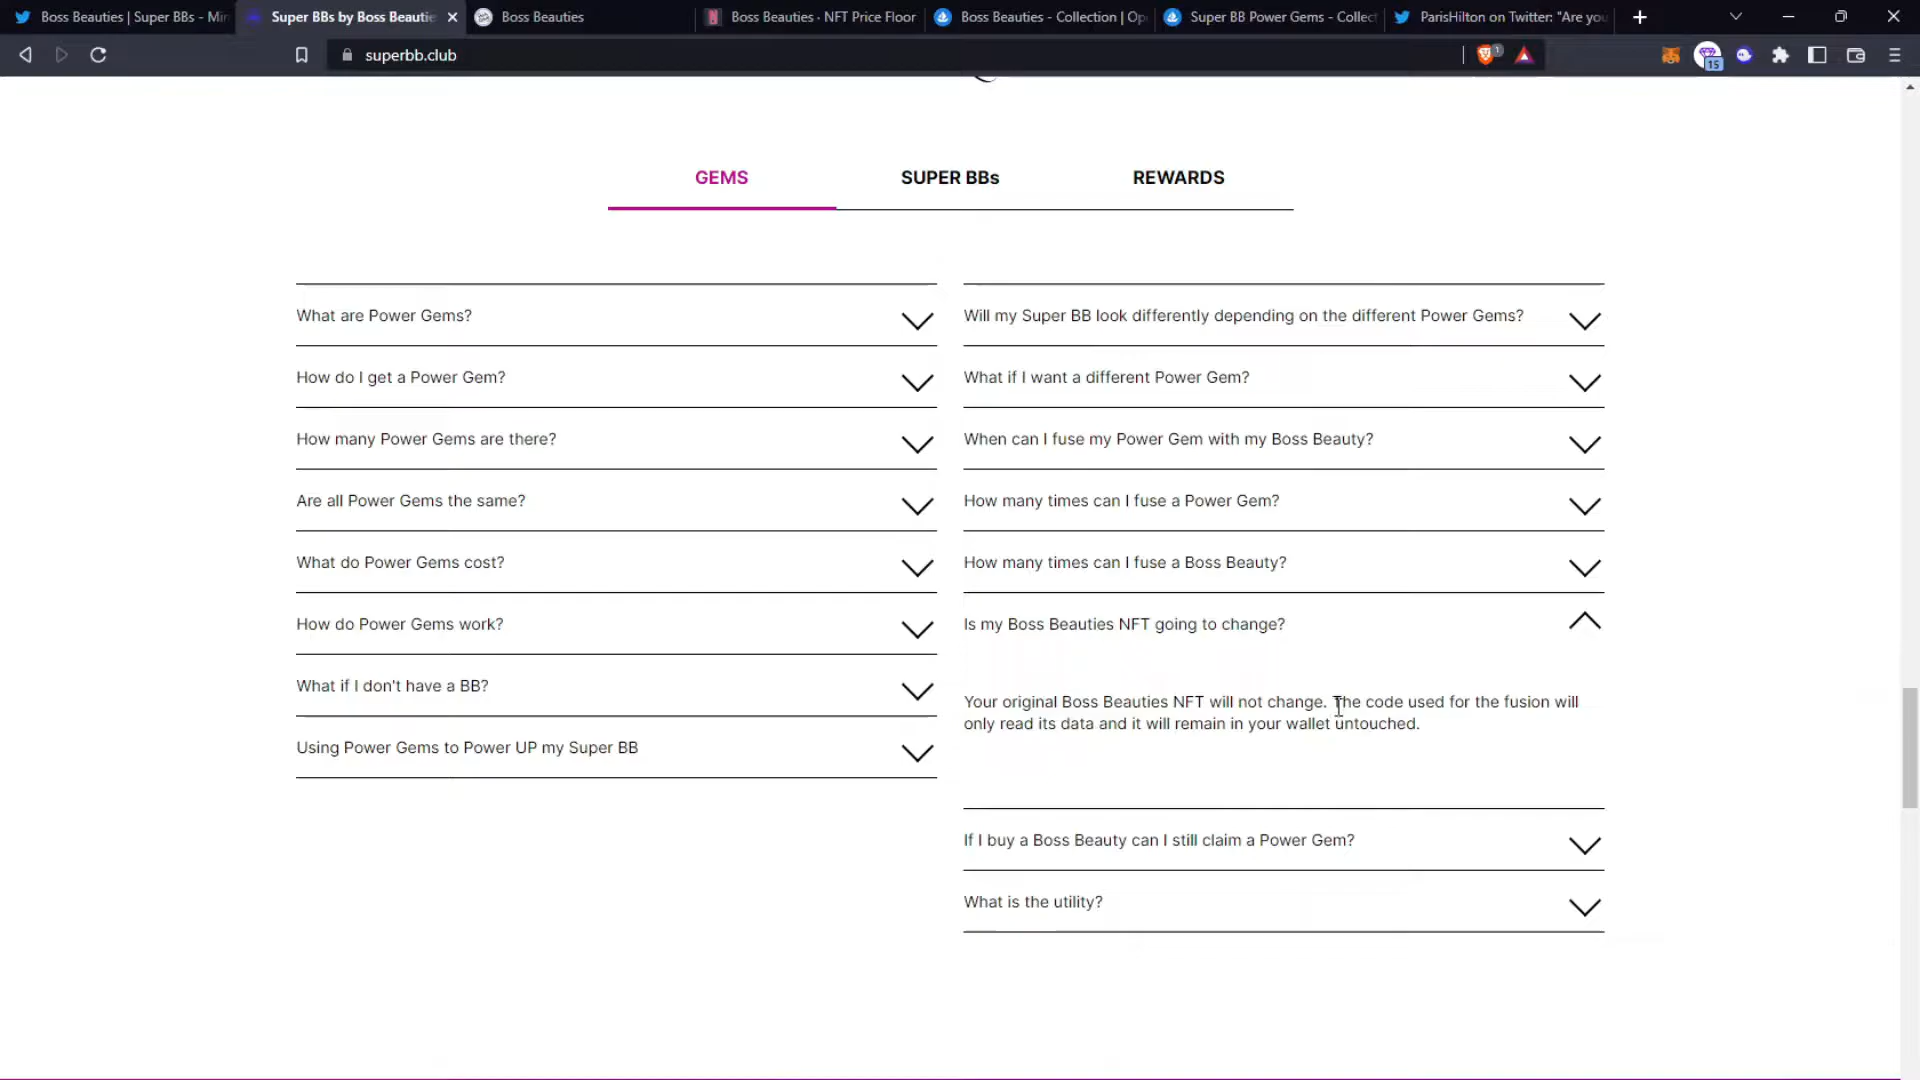 Boss Beauties | Super BBs - Min
Super BBs by Boss Beautie
Boss Beauties
Boss Beauties · NFT Price Floor
Boss Beauties - Collection | Op
Super BB Power Gems - Collect
ParisHilton on Twitter: "Are you
superbb.club
1
15
GEMS
SUPER BBs
REWARDS
What are Power Gems?
How do I get a Power Gem?
How many Power Gems are there?
Are all Power Gems the same?
What do Power Gems cost?
How do Power Gems work?
What if I don't have a BB?
Using Power Gems to Power UP my Super BB
Will my Super BB look differently depending on the different Power Gems?
What if I want a different Power Gem?
When can I fuse my Power Gem with my Boss Beauty?
How many times can I fuse a Power Gem?
How many times can I fuse a Boss Beauty?
Is my Boss Beauties NFT going to change?
Your original Boss Beauties NFT will not change. The code used for the fusion will
only read its data and it will remain in your wallet untouched.
If I buy a Boss Beauty can I still claim a Power Gem?
What is the utility?